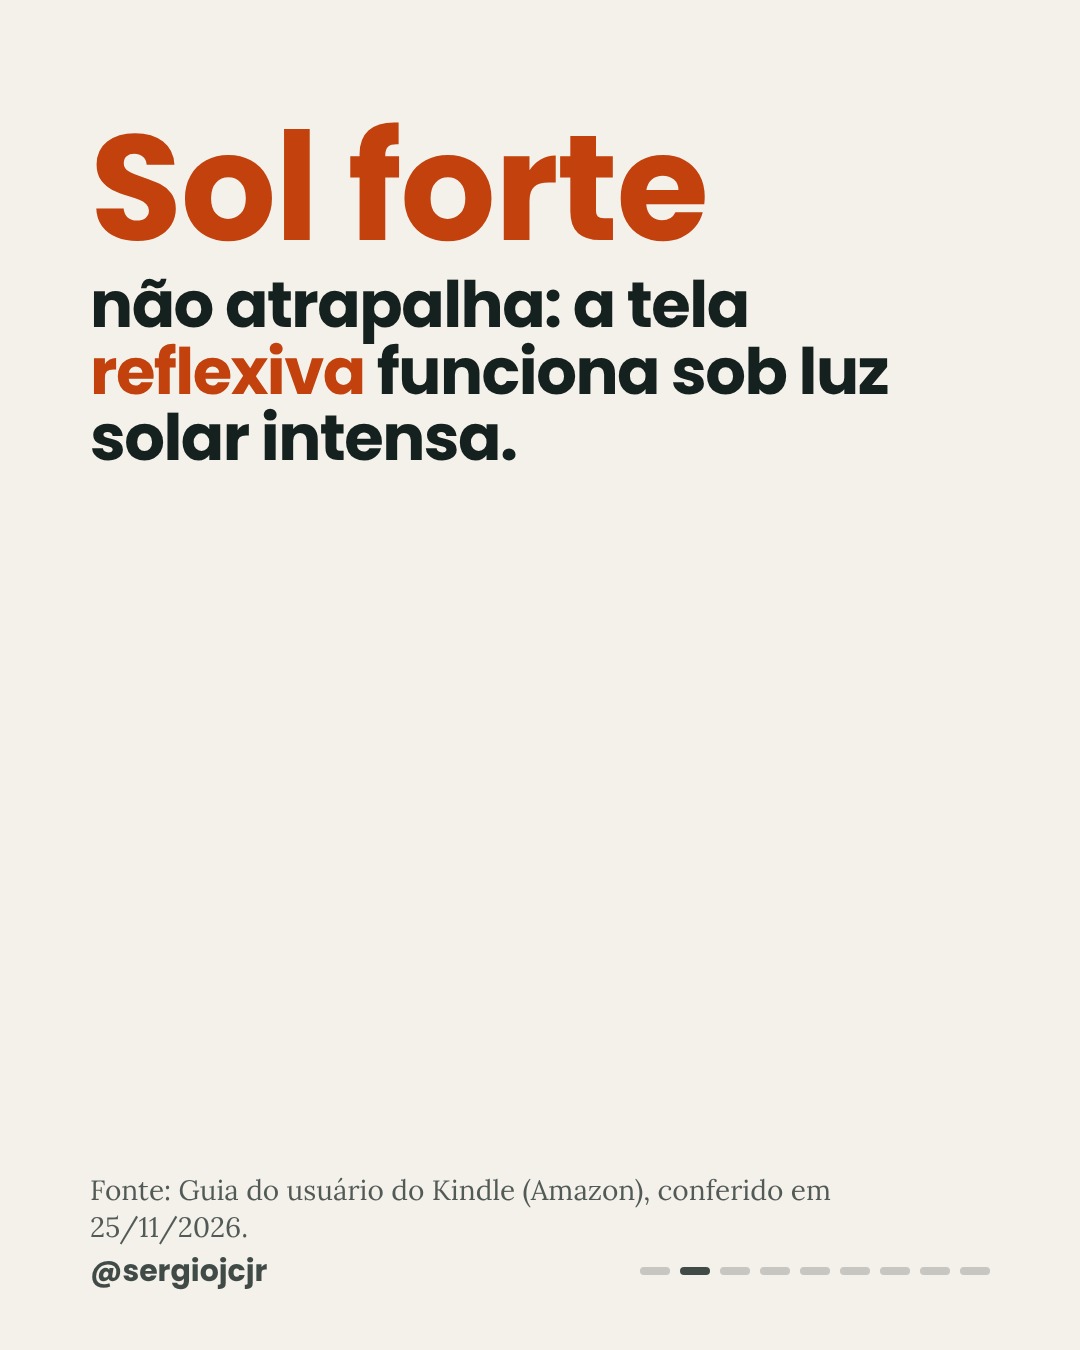 Sol forte
não atrapalha: a tela
reflexiva funciona sob luz
solar intensa.
Fonte: Guia do usuário do Kindle (Amazon), conferido em
25/11/2026.
@sergiojcjr